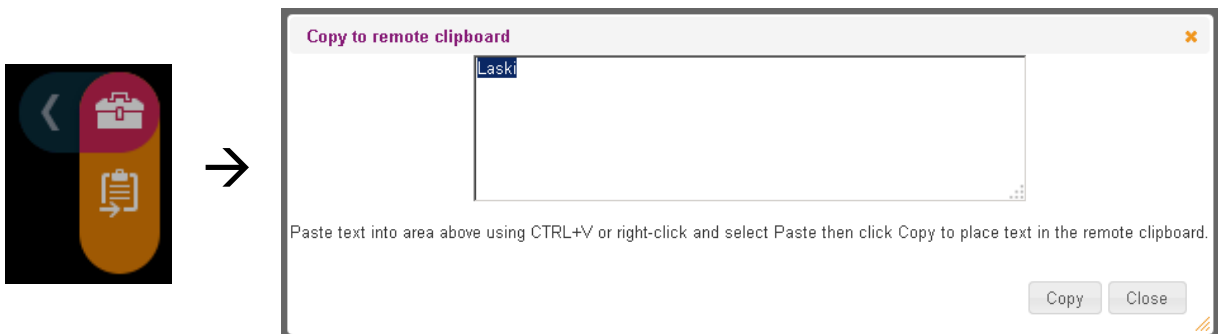 Copy to remote clipboard
Laski
Paste text into area above using CTRL+V or right-click and select Paste then click Copy to place text in the remote clipboard.
Copy
Close